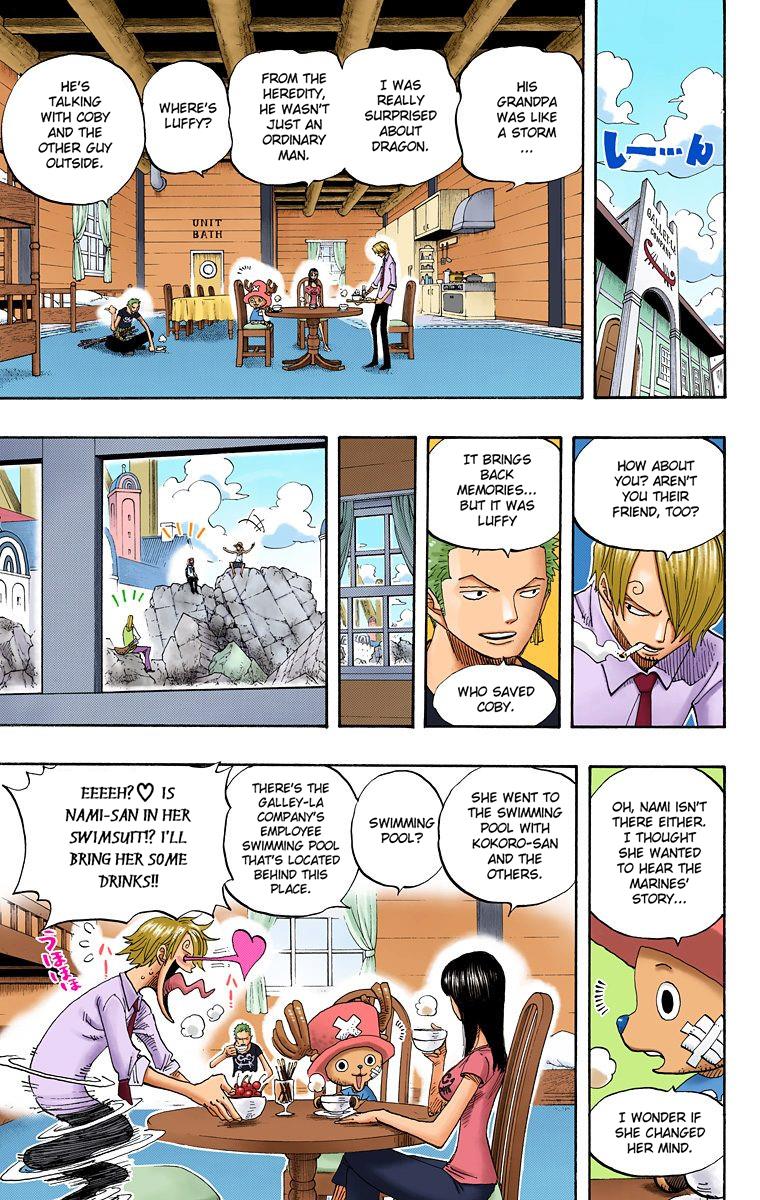 しーーん
GALLEY-LA
COMPANY
HIS
GRANDPA
WAS LIKE
A STORM
...
I WAS
REALLY
SURPRISED
ABOUT
DRAGON.
FROM THE
HEREDITY,
HE WASN'T
JUST AN
ORDINARY
MAN.
WHERE'S
LUFFY?
HE'S
TALKING
WITH COBY
AND THE
OTHER GUY
OUTSIDE.
UNIT
BATH
HOW ABOUT
YOU? AREN'T
YOU THEIR
FRIEND, TOO?
IT BRINGS
BACK
MEMORIES...
BUT IT WAS
LUFFY
WHO SAVED
COBY.
OH, NAMI ISN'T
THERE EITHER.
I THOUGHT
SHE WANTED
TO HEAR THE
MARINES'
STORY...
I WONDER IF
SHE CHANGED
HER MIND.
SHE WENT TO
THE SWIMMING
POOL WITH
KOKORO-SAN
AND THE
OTHERS.
SWIMMING
POOL?
THERE'S THE
GALLEY-LA
COMPANY'S
EMPLOYEE
SWIMMING POOL
THAT'S LOCATED
BEHIND THIS
PLACE.
EEEEH?♡ IS
NAMI-SAN IN HER
SWIMSUIT!? I'LL
BRING HER SOME
DRINKS!!
うほほほ